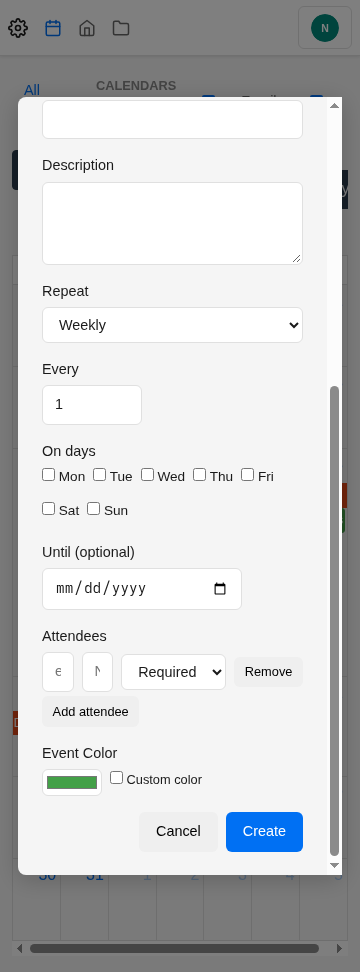 N
All
CALENDARS
Description
Repeat
Weekly
Every
1
On days
Mon Tue Wed Thu Fri
Sat Sun
Until (optional)
mm/dd/yyyy
Attendees
Required
Remove
Add attendee
Event Color
Custom color
Cancel
Create
30 31 1 2 3 4 5